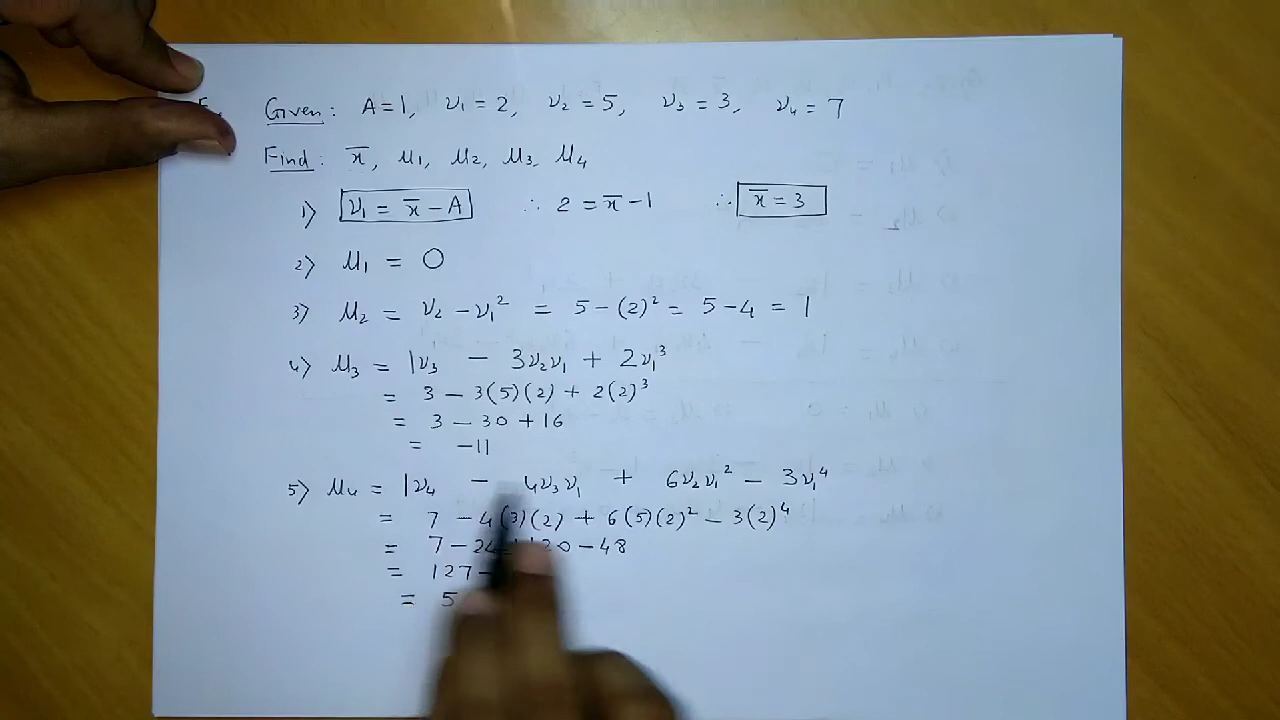 Given: A=1, ν₁ = 2, ν₂ = 5, ν₃ = 3, ν₄ = 7
Find: x̄, μ₁, μ₂, μ₃, μ₄
1) ν₁ = x̄ − A ∴ 2 = x̄ − 1 ∴ x̄ = 3
2) μ₁ = 0
3) μ₂ = ν₂ − ν₁² = 5 − (2)² = 5 − 4 = 1
4) μ₃ = 1ν₃ − 3ν₂ν₁ + 2ν₁³
= 3 − 3(5)(2) + 2(2)³
= 3 − 30 + 16
= −11
5) μ₄ = 1ν₄ − 4ν₃ν₁ + 6ν₂ν₁² − 3ν₁⁴
= 7 − 4(3)(2) + 6(5)(2)² − 3(2)⁴
= 7 − 24 + 120 − 48
= 127 −
= 5